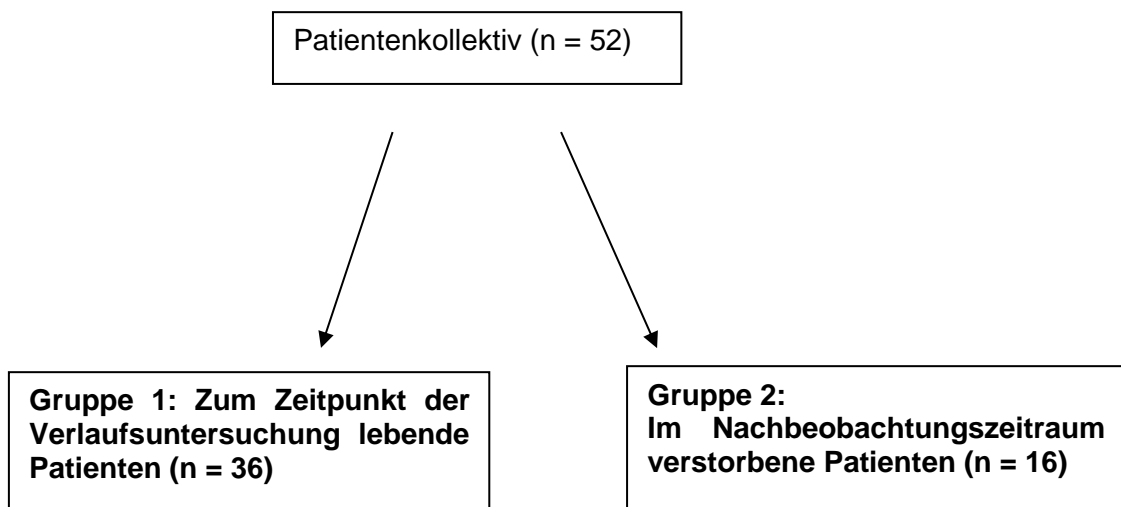 Patientenkollektiv (n = 52)
Gruppe 1: Zum Zeitpunkt der
Verlaufsuntersuchung lebende
Patienten (n = 36)
Gruppe 2:
Im Nachbeobachtungszeitraum
verstorbene Patienten (n = 16)